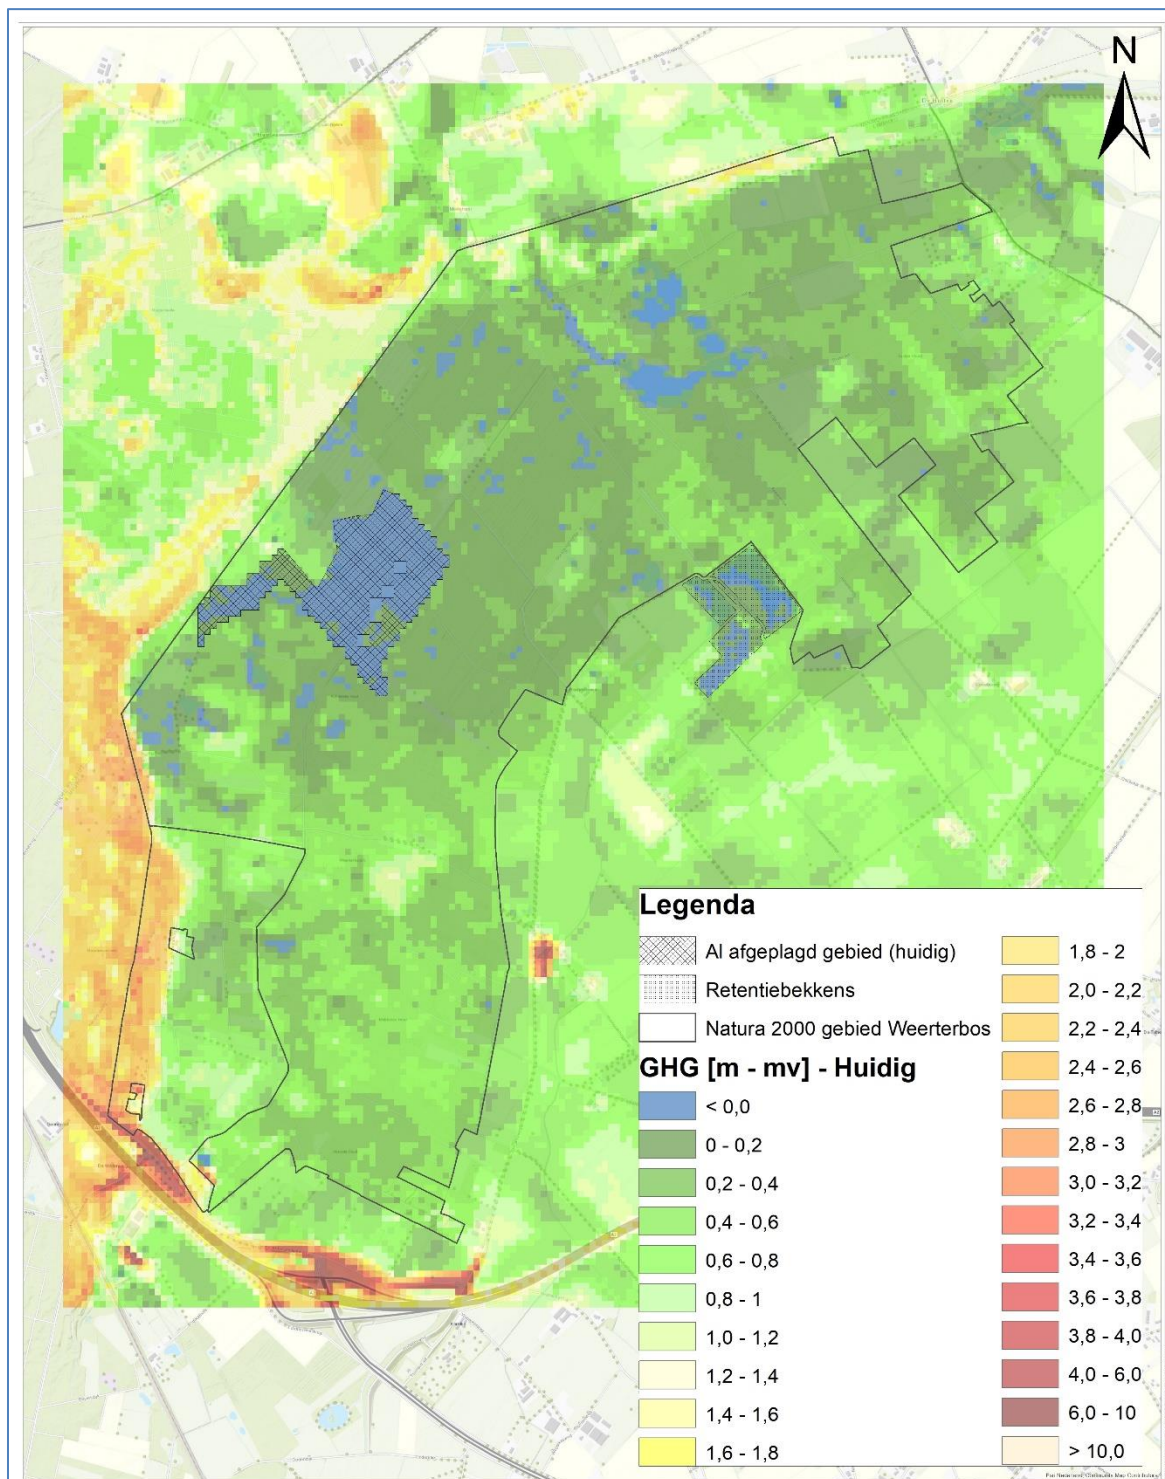 N
Legenda
Al afgeplagd gebied (huidig)
Retentiebekkens
Natura 2000 gebied Weerterbos
GHG [m - mv] - Huidig
< 0,0
0 - 0,2
0,2 - 0,4
0,4 - 0,6
0,6 - 0,8
0,8 - 1
1,0 - 1,2
1,2 - 1,4
1,4 - 1,6
1,6 - 1,8
1,8 - 2
2,0 - 2,2
2,2 - 2,4
2,4 - 2,6
2,6 - 2,8
2,8 - 3
3,0 - 3,2
3,2 - 3,4
3,4 - 3,6
3,6 - 3,8
3,8 - 4,0
4,0 - 6,0
6,0 - 10
> 10,0